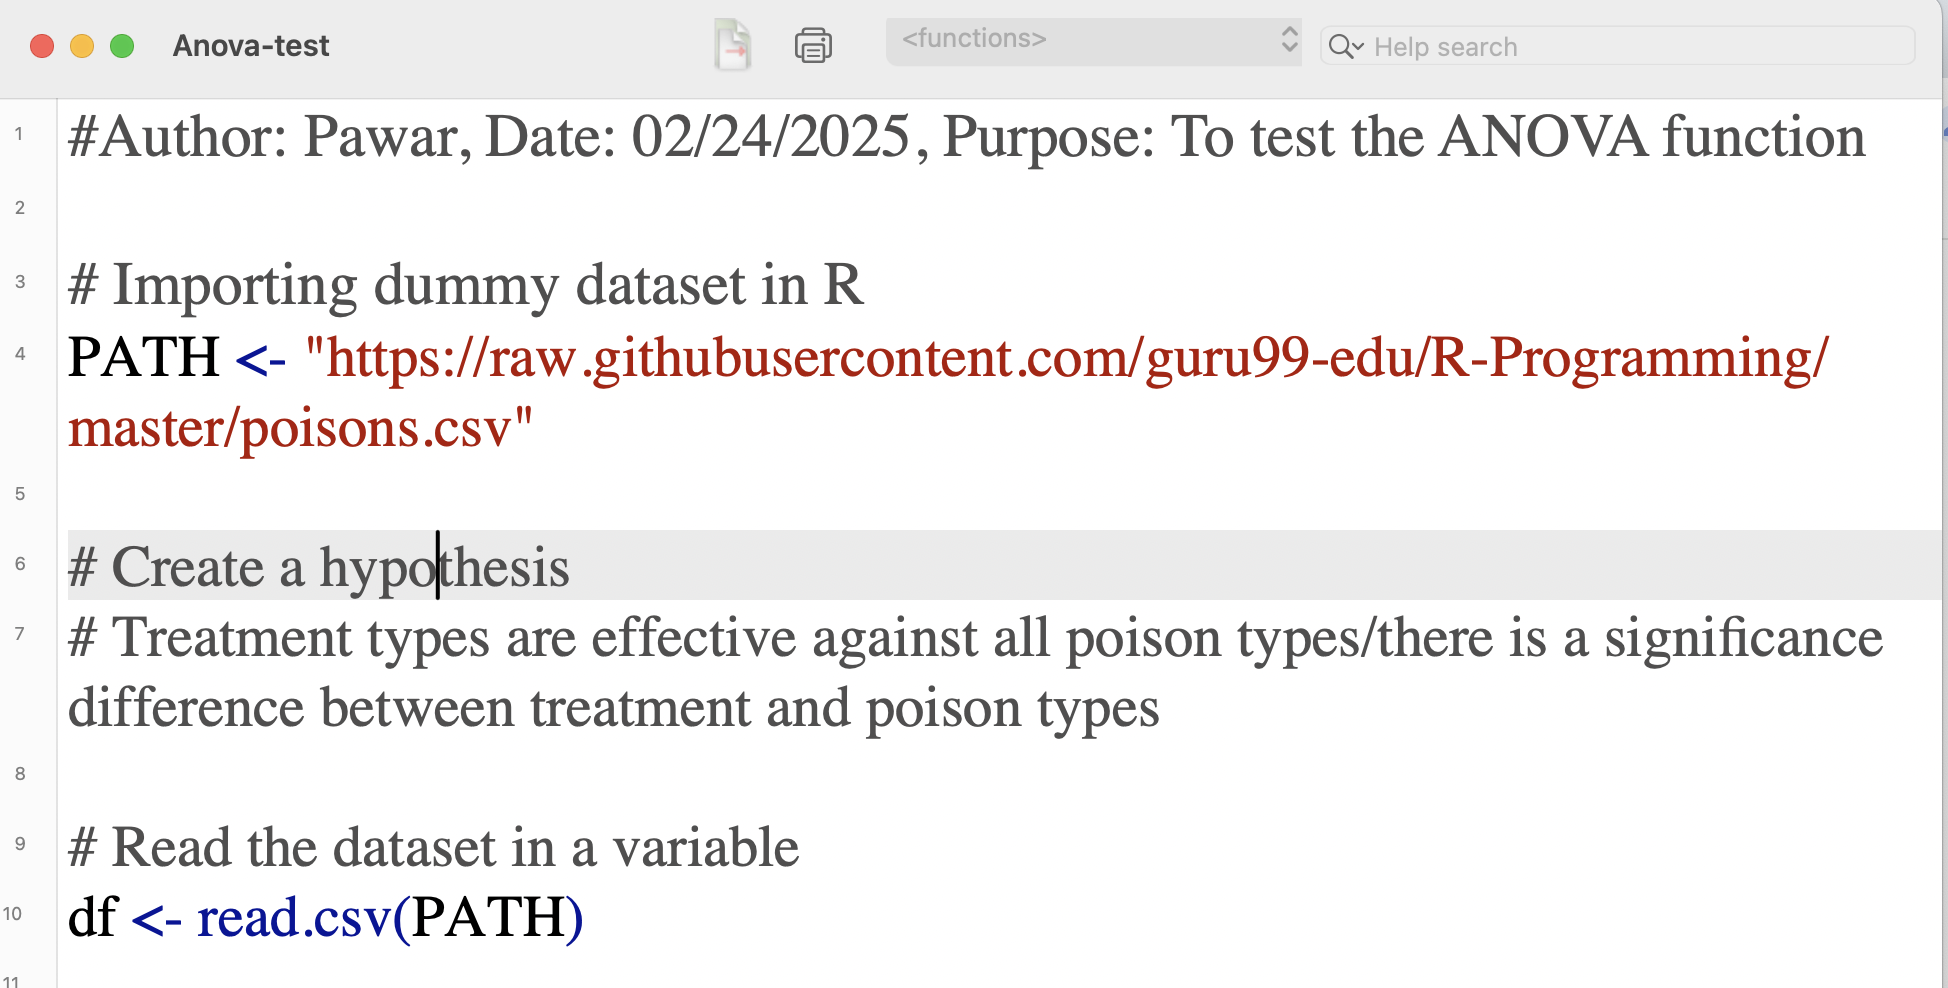 Anova-test
<functions>
Help search
1 #Author: Pawar, Date: 02/24/2025, Purpose: To test the ANOVA function
2
3 # Importing dummy dataset in R
4 PATH <- "https://raw.githubusercontent.com/guru99-edu/R-Programming/
master/poisons.csv"
5
6 # Create a hypothesis
7 # Treatment types are effective against all poison types/there is a significance
difference between treatment and poison types
8
9 # Read the dataset in a variable
10 df <- read.csv(PATH)
11